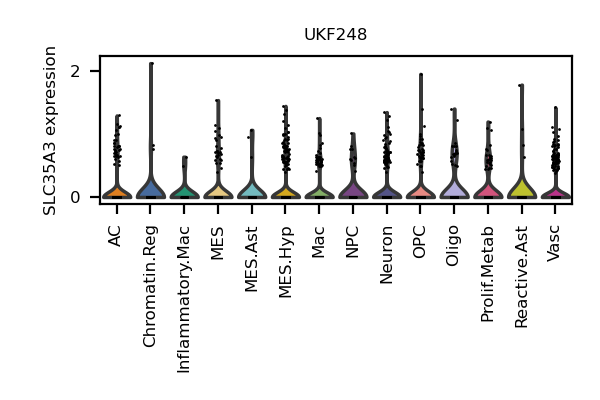 UKF248
SLC35A3 expression
2
0
AC
Chromatin.Reg
Inflammatory.Mac
MES
MES.Ast
MES.Hyp
Mac
NPC
Neuron
OPC
Oligo
Prolif.Metab
Reactive.Ast
Vasc